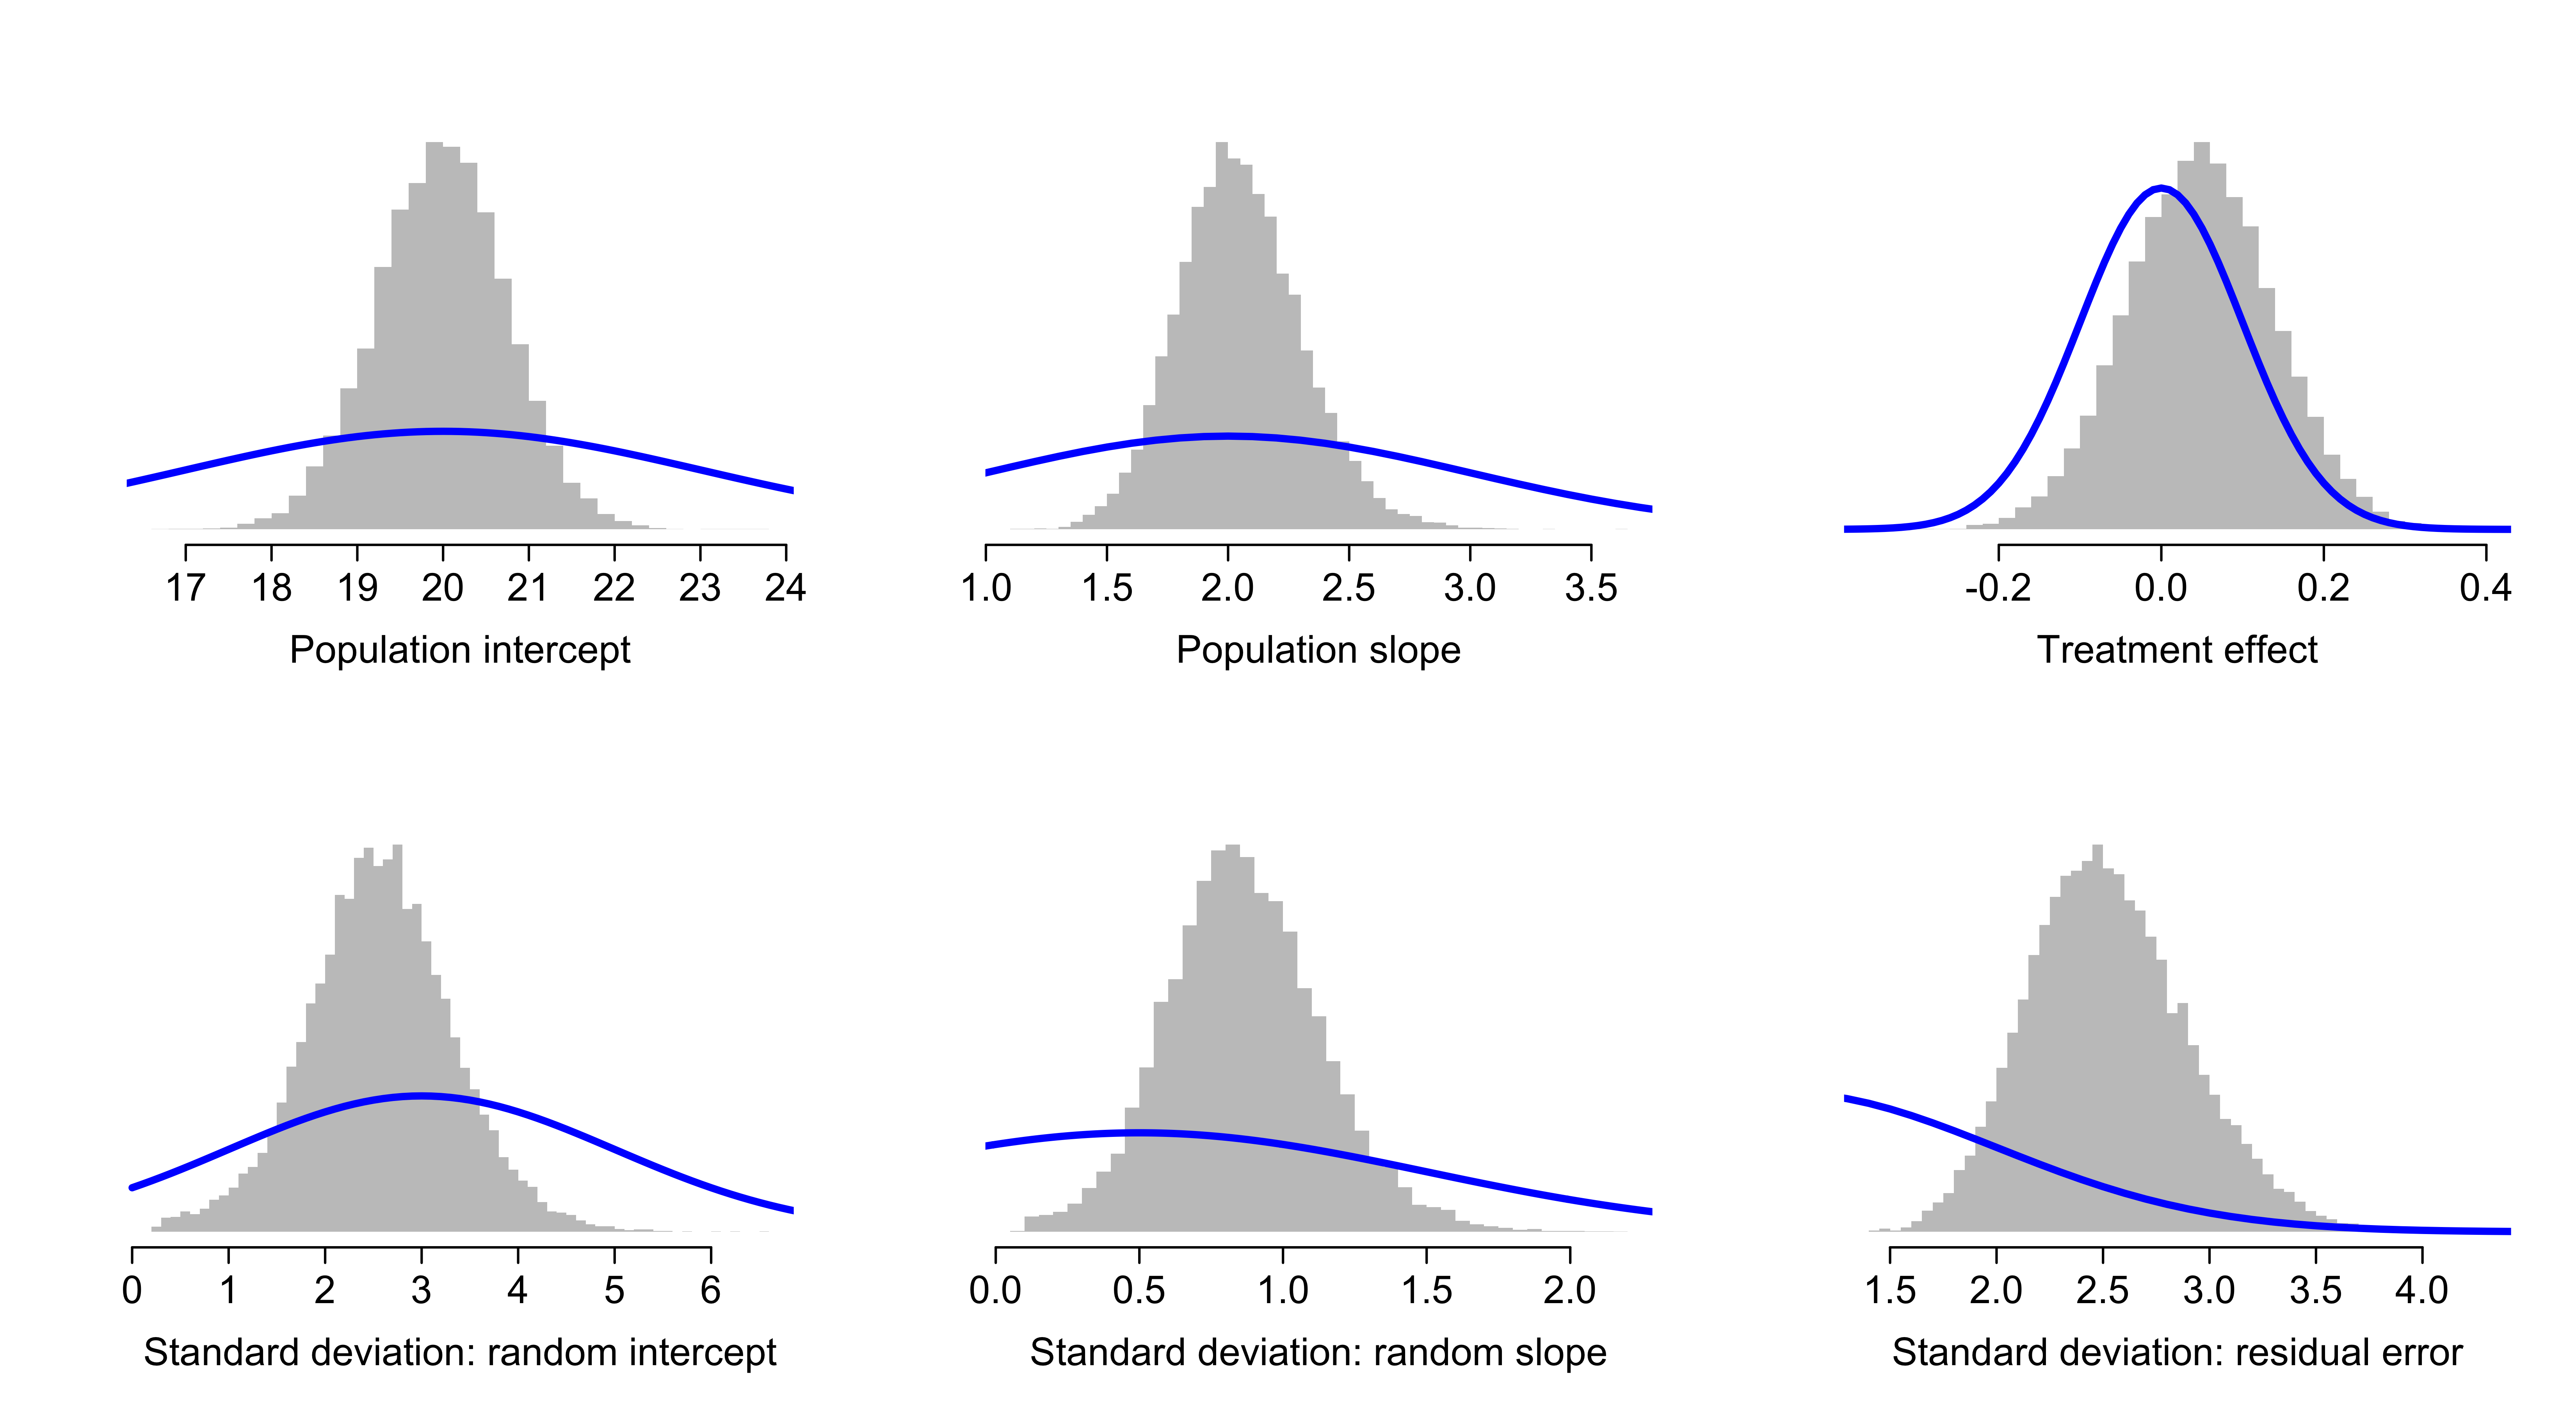 17 18 19 20 21 22 23 24
Population intercept
1.0 1.5 2.0 2.5 3.0 3.5
Population slope
-0.2 0.0 0.2 0.4
Treatment effect
0 1 2 3 4 5 6
Standard deviation: random intercept
0.0 0.5 1.0 1.5 2.0
Standard deviation: random slope
1.5 2.0 2.5 3.0 3.5 4.0
Standard deviation: residual error